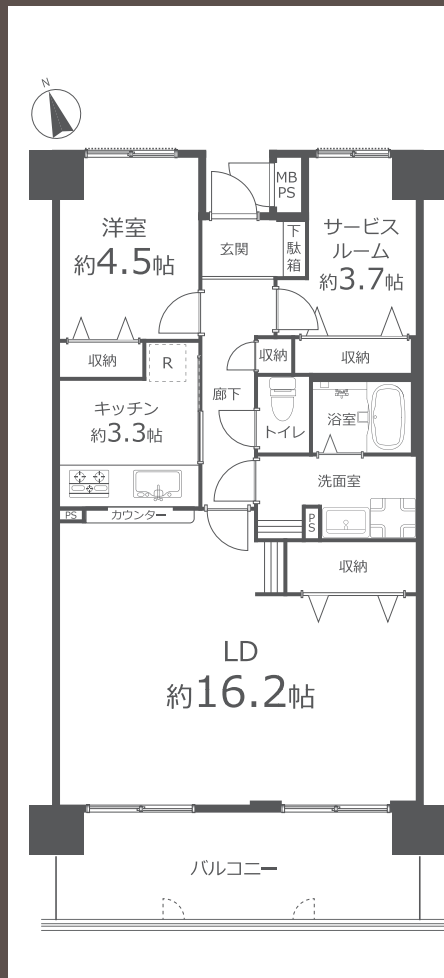 N
MB
PS
洋室
約4.5帖
玄関
下駄箱
サービス
ルーム
約3.7帖
収納
R
収納
収納
キッチン
約3.3帖
廊下
トイレ
浴室
洗面室
PS
カウンター
PS
収納
LD
約16.2帖
バルコニー